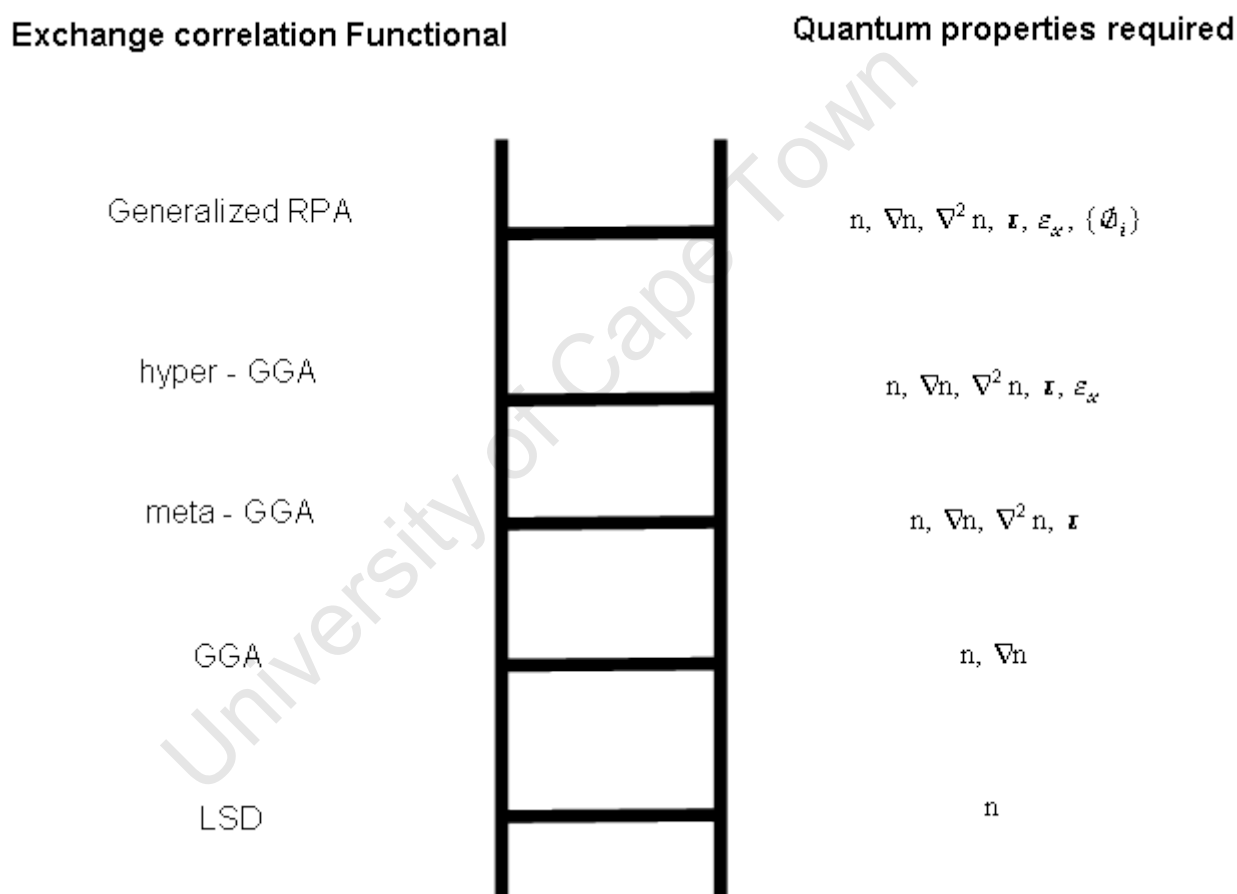 Exchange correlation Functional
Quantum properties required
Generalized RPA
n, ∇n, ∇² n, τ, εₓ, {∅ᵢ}
hyper - GGA
n, ∇n, ∇² n, τ, εₓ
meta - GGA
n, ∇n, ∇² n, τ
GGA
n, ∇n
LSD
n
University of Cape Town